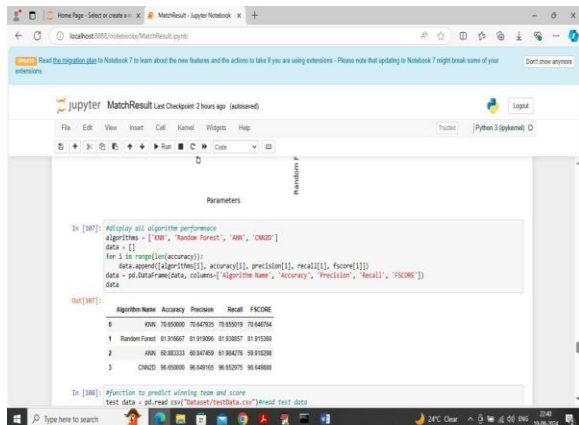 Home Page - Select or create a n
MatchResult - Jupyter Notebook
localhost:8888/notebooks/MatchResult.ipynb
UPDATE Read the migration plan to Notebook 7 to learn about the new features and the actions to take if you are using extensions - Please note that updating to Notebook 7 might break some of your extensions.
Don't show anymore
jupyter MatchResult Last Checkpoint: 2 hours ago (autosaved)
Logout
File Edit View Insert Cell Kernel Widgets Help
Trusted
Python 3 (ipykernel)
Run
Code
Random F
Parameters
In [107]: #display all algorithm performnace
algorithms = ['KNN', 'Random Forest', 'ANN', 'CNN2D']
data = []
for i in range(len(accuracy)):
data.append([algorithms[i], accuracy[i], precision[i], recall[i], fscore[i]])
data = pd.DataFrame(data, columns=['Algorithm Name', 'Accuracy', 'Precision', 'Recall', 'FSCORE'])
data
Out[107]:
Algorithm Name Accuracy Precision Recall FSCORE
0 KNN 70.650000 70.647935 70.655019 70.646764
1 Random Forest 81.916667 81.919096 81.930857 81.915368
2 ANN 60.883333 60.847459 61.984276 59.918298
3 CNN2D 96.650000 96.649165 96.652975 96.649888
In [108]: #function to predict winning team and score
test_data = pd.read_csv("Dataset/testData.csv")#read test data
Type here to search
24°C Clear
ENG
22:40